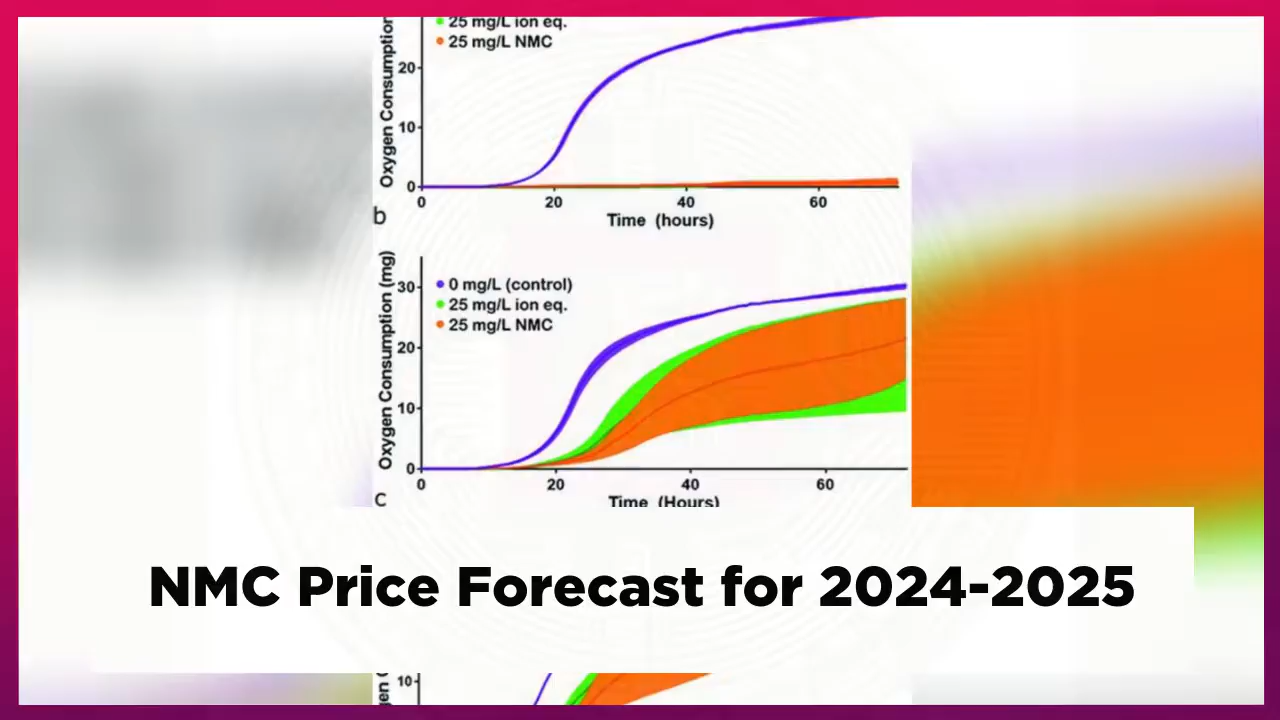 25 mg/L ion eq.
25 mg/L NMC
Oxygen Consumption
20
10
0
0 20 40 60
Time (hours)
b
Oxygen Consumption (mg)
0 mg/L (control)
25 mg/L ion eq.
25 mg/L NMC
30
20
10
0
0 20 40 60
Time (Hours)
c
NMC Price Forecast for 2024-2025
10